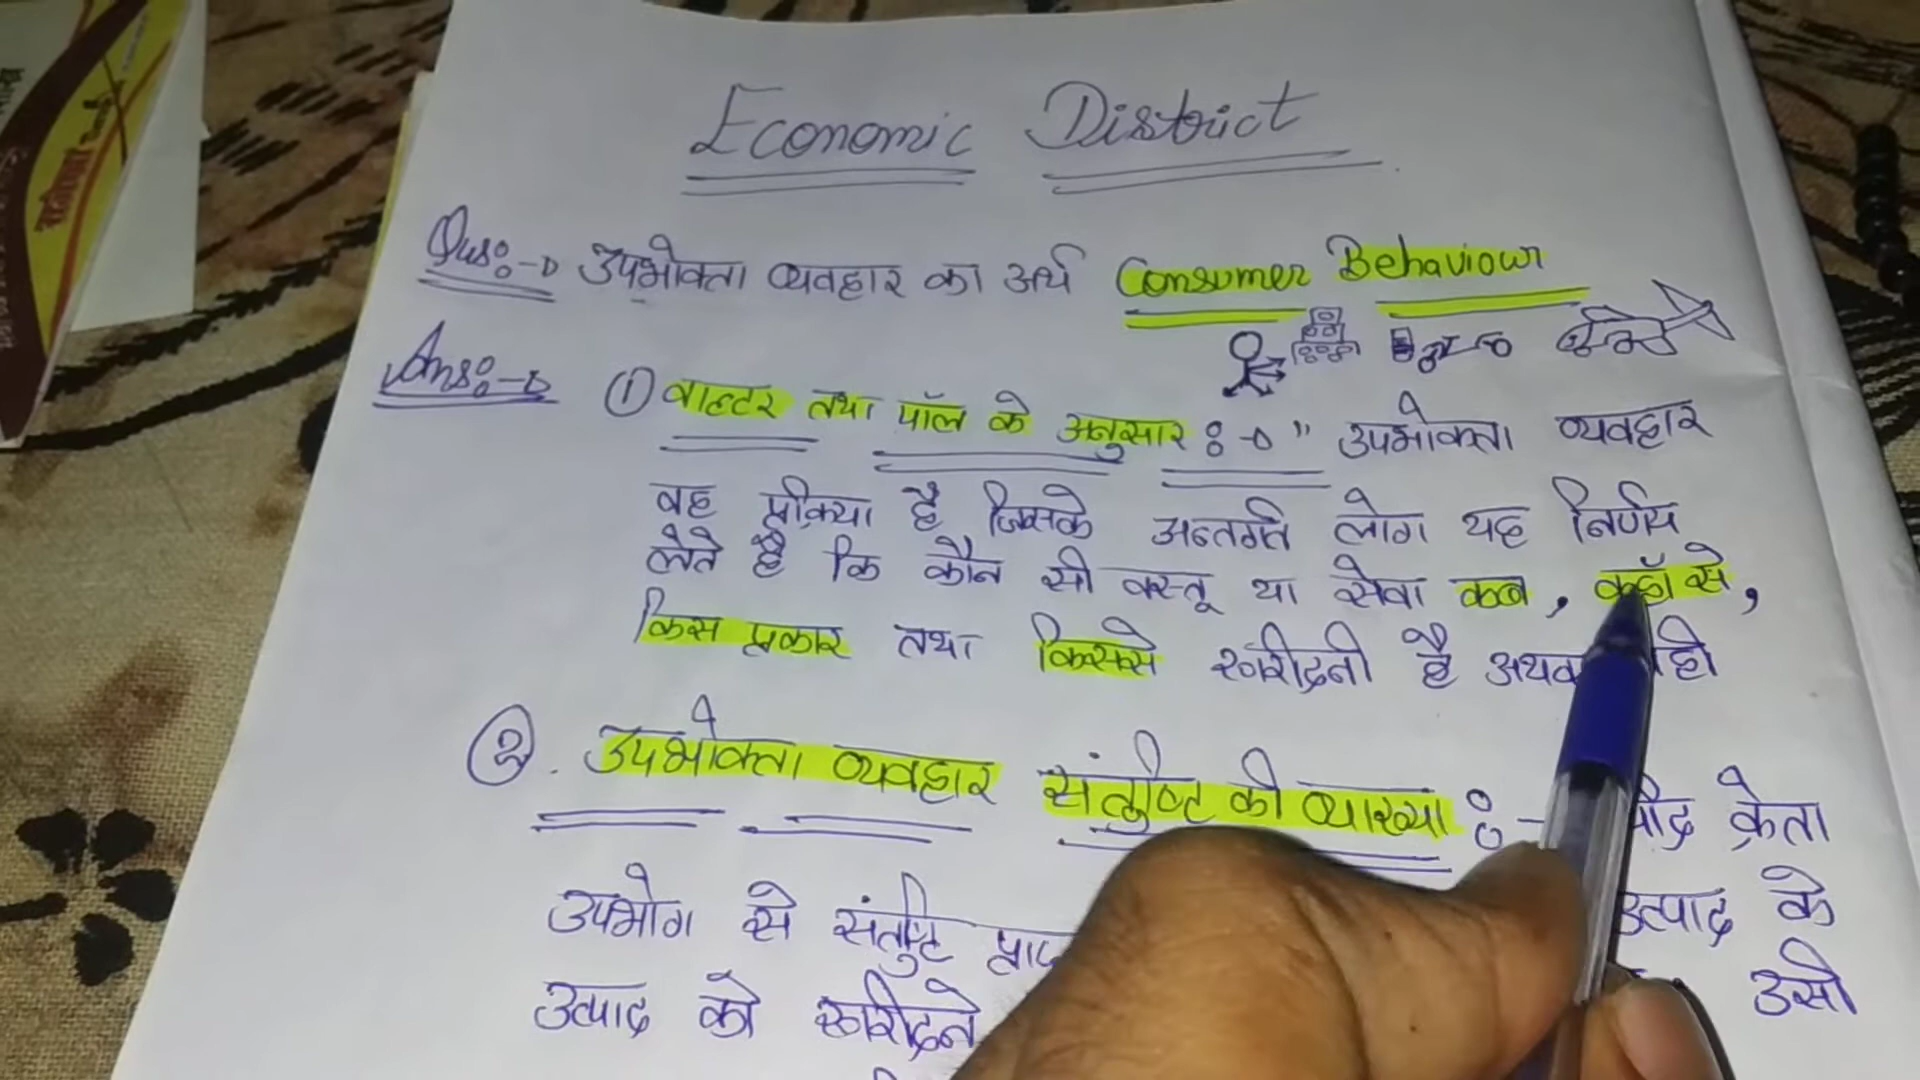 Economic District
Qus:- उपभोक्ता व्यवहार का अर्थ Consumer Behaviour
Ans:- ① वाल्टर तथा पॉल के अनुसार :- " उपभोक्ता व्यवहार
वह प्रक्रिया है जिसके अन्तर्गत लोग यह निर्णय
लेते है कि कौन सी वस्तू या सेवा कब, कहाँ से,
किस प्रकार तथा किससे खरीदनी है अथवा नही
②. उपभोक्ता व्यवहार संतुष्टि की व्याख्या :- क्रेता
उपभोग से संतुष्टि उत्पाद के
उत्पाद को खरीदने उसी